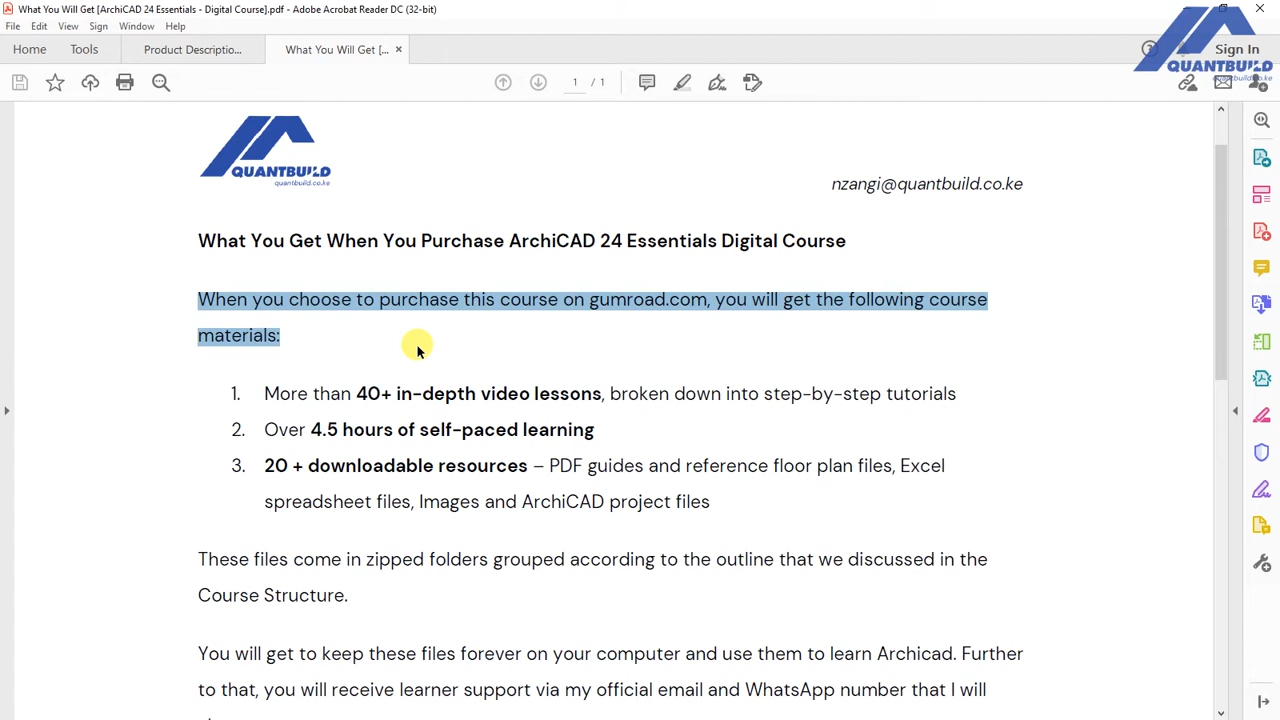 What You Will Get [ArchiCAD 24 Essentials - Digital Course].pdf - Adobe Acrobat Reader DC (32-bit)
File Edit View Sign Window Help
Home Tools Product Descriptio... What You Will Get [... × Sign In
QUANTBUILD
quantbuild.co.ke
1 / 1
QUANTBUILD
quantbuild.co.ke
nzangi@quantbuild.co.ke
What You Get When You Purchase ArchiCAD 24 Essentials Digital Course
When you choose to purchase this course on gumroad.com, you will get the following course
materials:
1. More than 40+ in-depth video lessons, broken down into step-by-step tutorials
2. Over 4.5 hours of self-paced learning
3. 20 + downloadable resources – PDF guides and reference floor plan files, Excel
spreadsheet files, Images and ArchiCAD project files
These files come in zipped folders grouped according to the outline that we discussed in the
Course Structure.
You will get to keep these files forever on your computer and use them to learn Archicad. Further
to that, you will receive learner support via my official email and WhatsApp number that I will